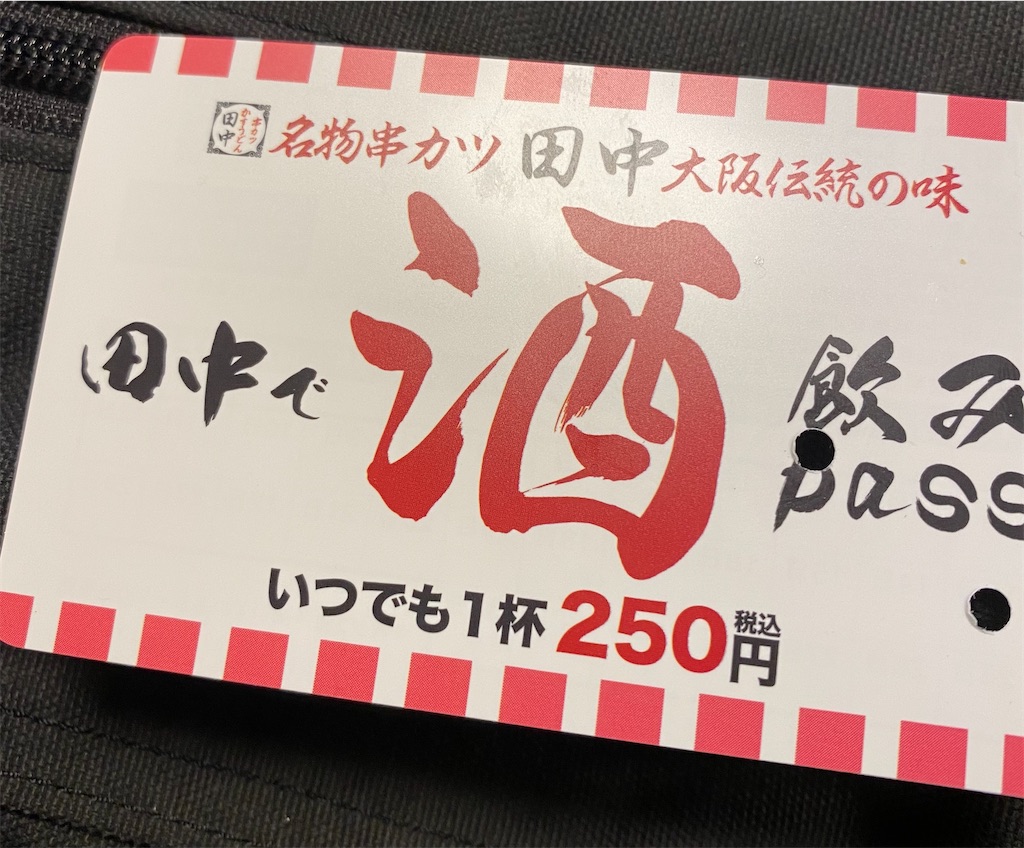 串カツ
かすうどん
田中
名物串カツ 田中 大阪伝統の味
田中で 酒 飲み
pass
いつでも1杯250円 税込